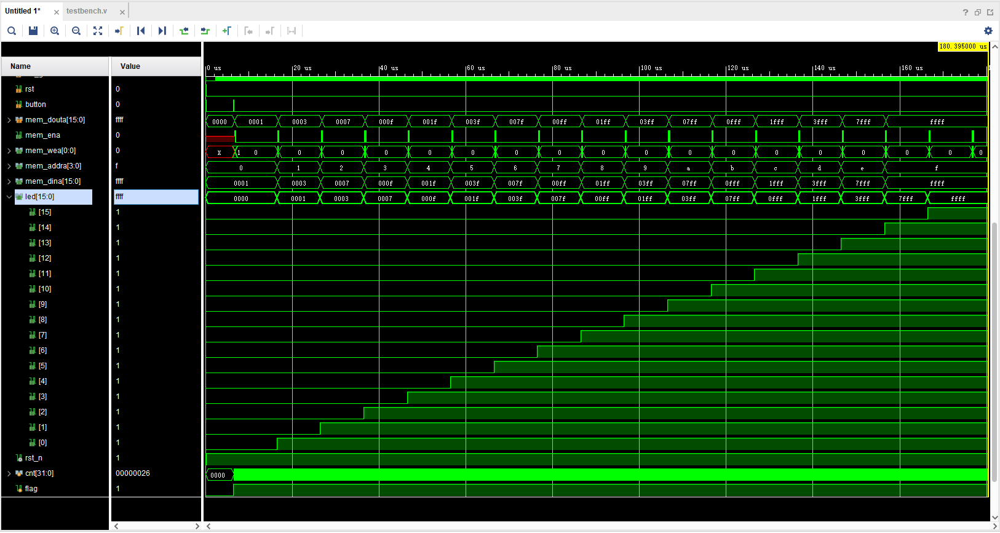 Untitled 1* × testbench.v ×
?
180.395000 us
Name Value
0 us 20 us 40 us 60 us 80 us 100 us 120 us 140 us 160 us
rst 0
button 0
mem_douta[15:0] ffff 0000 0001 0003 0007 000f 001f 003f 007f 00ff 01ff 03ff 07ff 0fff 1fff 3fff 7fff ffff
mem_ena 0
mem_wea[0:0] 0 x 1 0 0 0 0 0 0 0 0 0 0 0 0 0 0 0 0 0 0
mem_addra[3:0] f 0 1 2 3 4 5 6 7 8 9 a b c d e f
mem_dina[15:0] ffff 0001 0003 0007 000f 001f 003f 007f 00ff 01ff 03ff 07ff 0fff 1fff 3fff 7fff ffff
led[15:0] ffff 0000 0001 0003 0007 000f 001f 003f 007f 00ff 01ff 03ff 07ff 0fff 1fff 3fff 7fff ffff
[15] 1
[14] 1
[13] 1
[12] 1
[11] 1
[10] 1
[9] 1
[8] 1
[7] 1
[6] 1
[5] 1
[4] 1
[3] 1
[2] 1
[1] 1
[0] 1
rst_n 1
cnt[31:0] 00000026 0000
flag 1